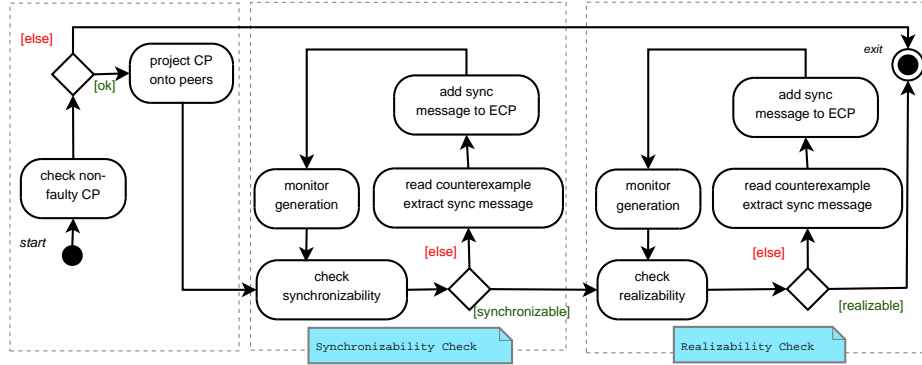 [else]
project CP
onto peers
[ok]
check non-
faulty CP
start
add sync
message to ECP
monitor
generation
read counterexample
extract sync message
[else]
check
synchronizability
[synchronizable]
Synchronizability Check
exit
add sync
message to ECP
monitor
generation
read counterexample
extract sync message
[else]
check
realizability
[realizable]
Realizability Check